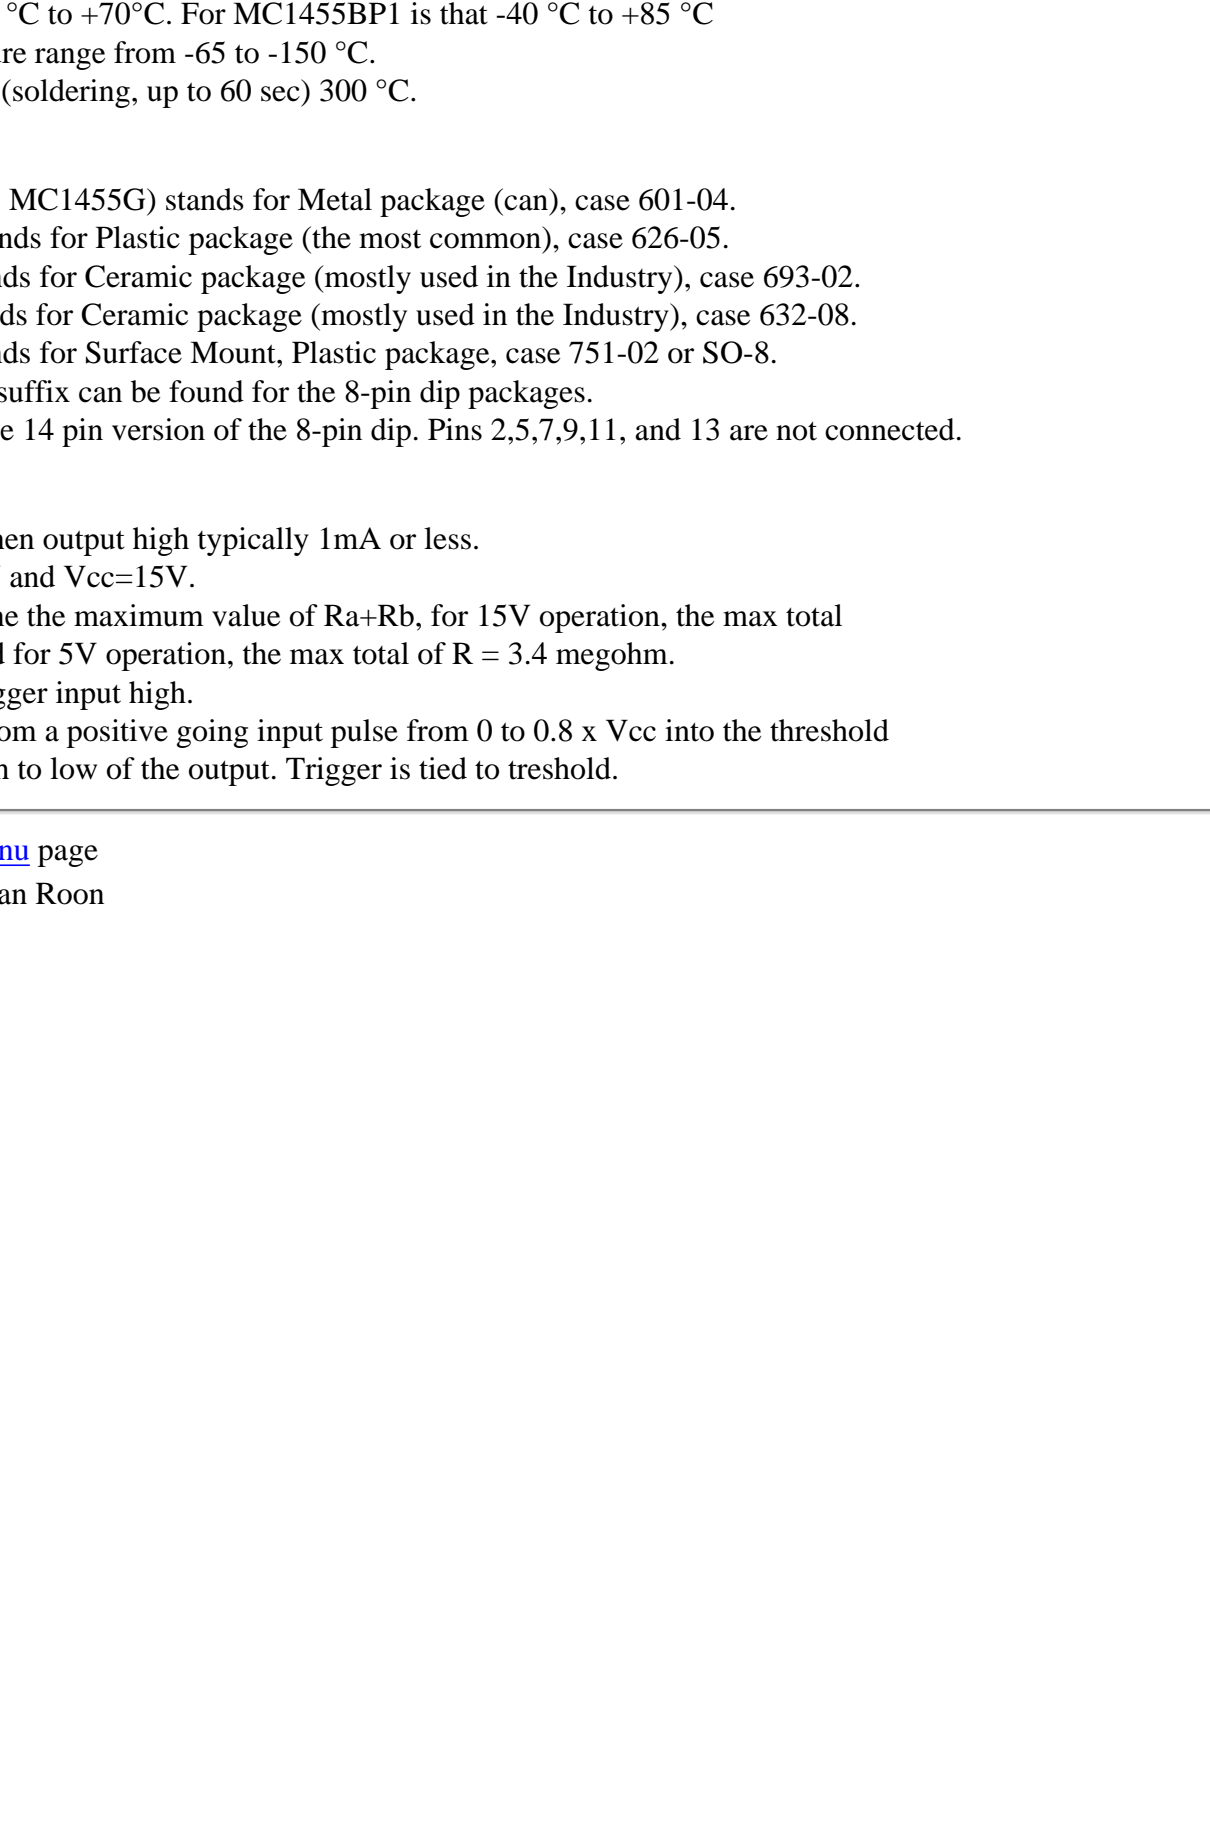 °C to +70°C. For MC1455BP1 is that -40 °C to +85 °C
re range from -65 to -150 °C.
(soldering, up to 60 sec) 300 °C.
MC1455G) stands for Metal package (can), case 601-04.
nds for Plastic package (the most common), case 626-05.
ds for Ceramic package (mostly used in the Industry), case 693-02.
ds for Ceramic package (mostly used in the Industry), case 632-08.
ds for Surface Mount, Plastic package, case 751-02 or SO-8.
suffix can be found for the 8-pin dip packages.
e 14 pin version of the 8-pin dip. Pins 2,5,7,9,11, and 13 are not connected.
en output high typically 1mA or less.
and Vcc=15V.
e the maximum value of Ra+Rb, for 15V operation, the max total
for 5V operation, the max total of R = 3.4 megohm.
gger input high.
om a positive going input pulse from 0 to 0.8 x Vcc into the threshold
to low of the output. Trigger is tied to treshold.
nu page
an Roon